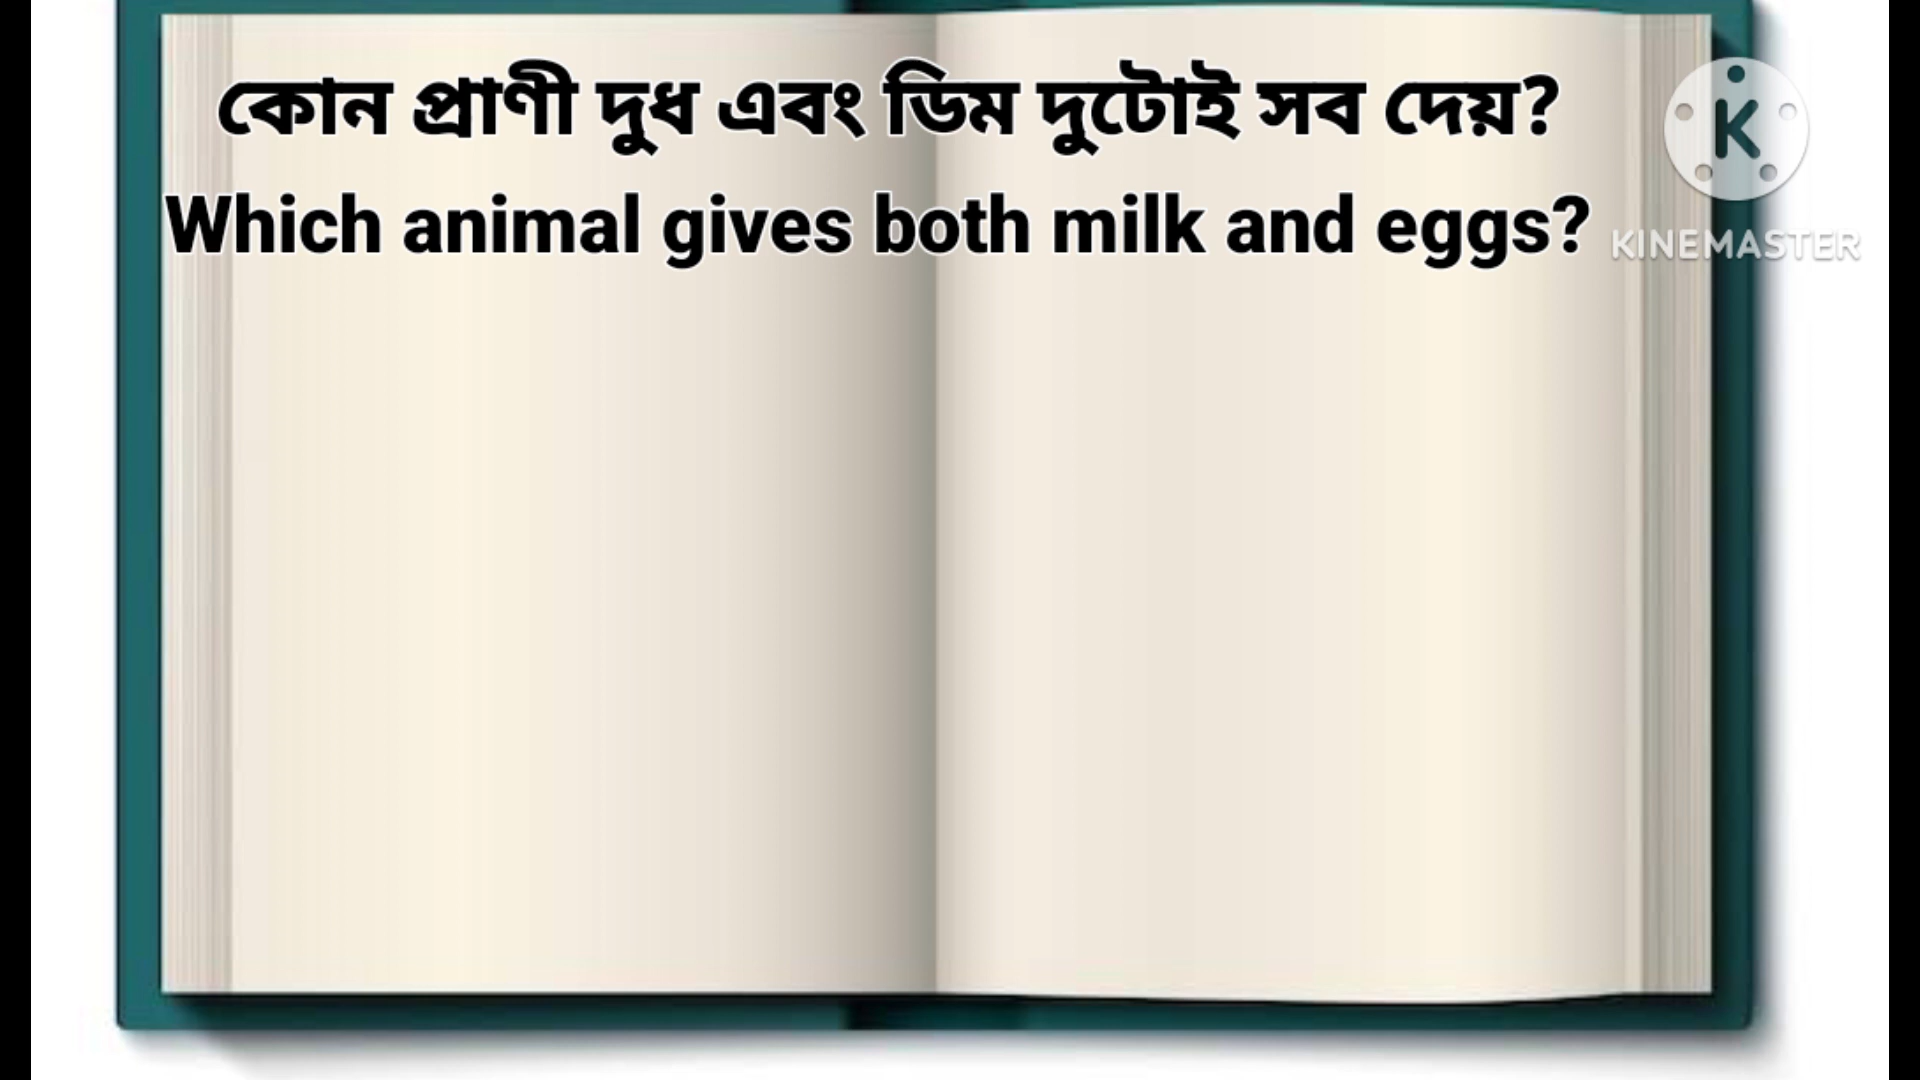 কোন প্রাণী দুধ এবং ডিম দুটোই সব দেয়?
Which animal gives both milk and eggs?
K
KINEMASTER